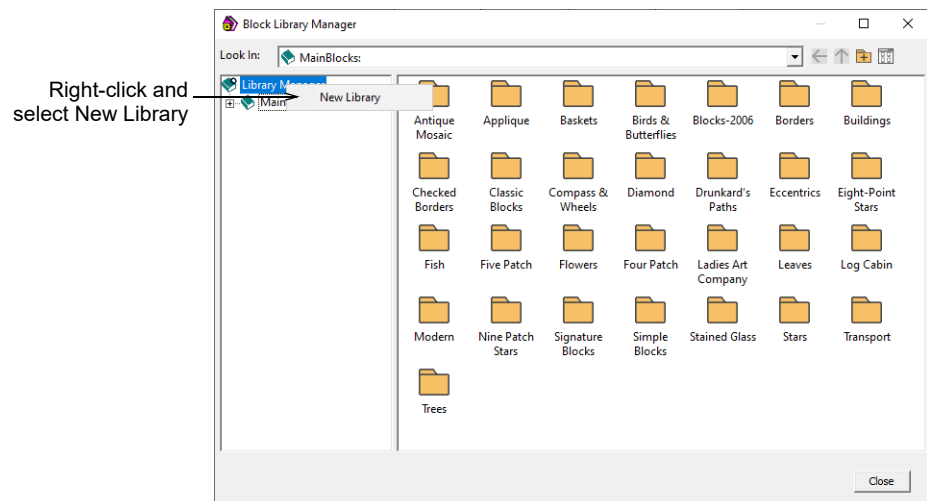 Block Library Manager
Look In: MainBlocks:
Right-click and
select New Library
Library Manager
Main
New Library
Antique Applique Baskets Birds & Blocks-2006 Borders Buildings
Mosaic Butterflies
Checked Classic Compass & Diamond Drunkard's Eccentrics Eight-Point
Borders Blocks Wheels Paths Stars
Fish Five Patch Flowers Four Patch Ladies Art Leaves Log Cabin
Company
Modern Nine Patch Signature Simple Stained Glass Stars Transport
Stars Blocks Blocks
Trees
Close